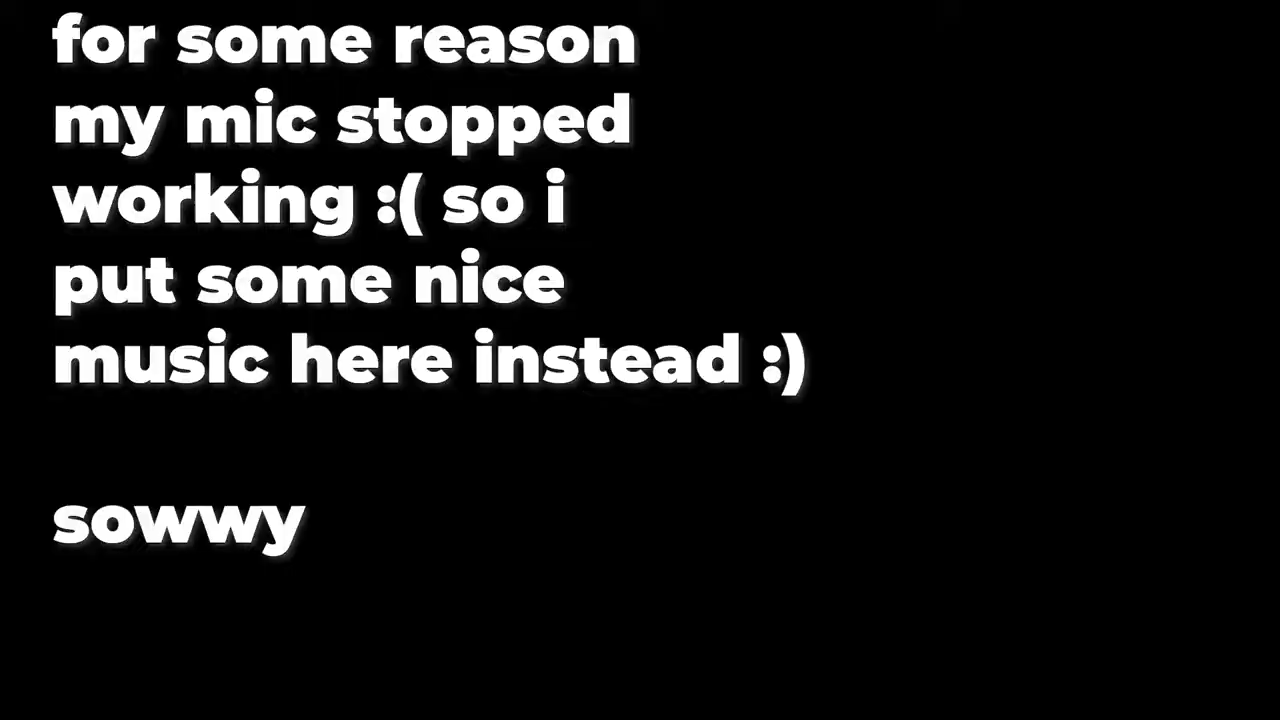 for some reason
my mic stopped
working :( so i
put some nice
music here instead :)
sowwy